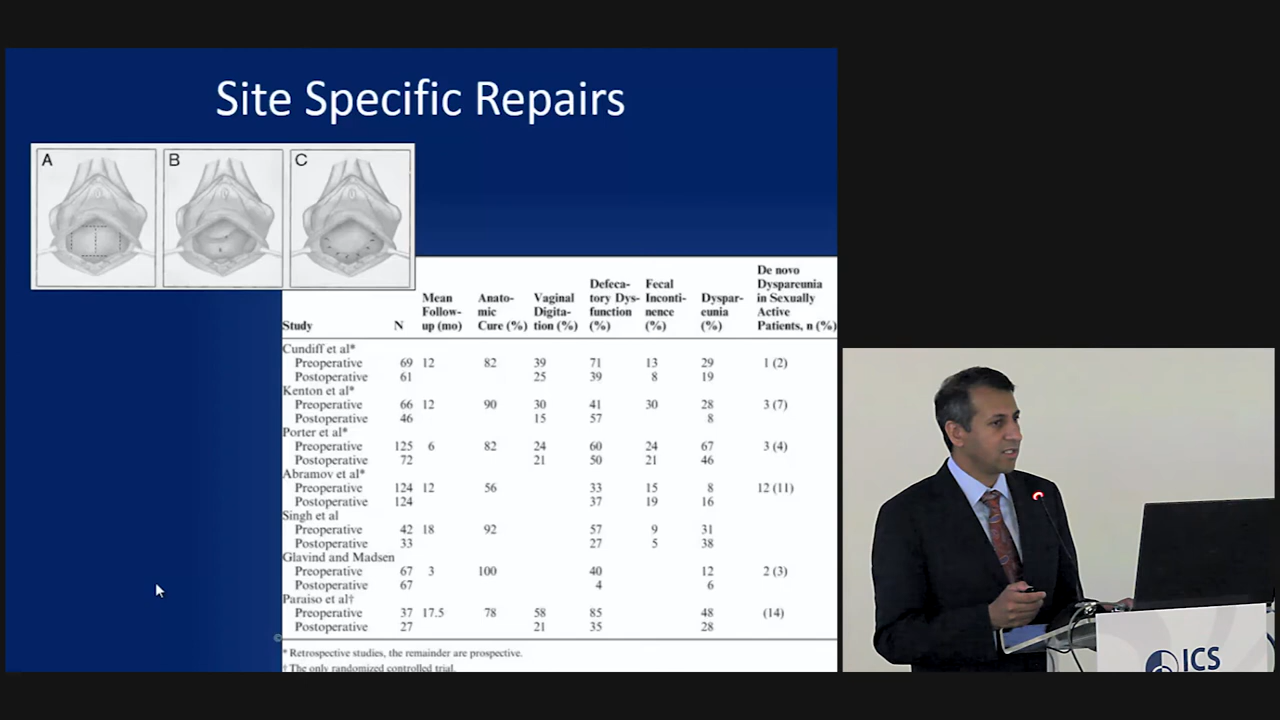 Site Specific Repairs
A B C
Study N Mean Follow-up (mo) Anato-mic Cure (%) Vaginal Digita-tion (%) Defeca-tory Dys-function (%) Fecal Inconti-nence (%) Dyspar-eunia (%) De novo Dyspareunia in Sexually Active Patients, n (%)
Cundiff et al*
Preoperative 69 12 82 39 71 13 29 1 (2)
Postoperative 61 25 39 8 19
Kenton et al*
Preoperative 66 12 90 30 41 30 28 3 (7)
Postoperative 46 15 57 8
Porter et al*
Preoperative 125 6 82 24 60 24 67 3 (4)
Postoperative 72 21 50 21 46
Abramov et al*
Preoperative 124 12 56 33 15 8 12 (11)
Postoperative 124 37 19 16
Singh et al
Preoperative 42 18 92 57 9 31
Postoperative 33 27 5 38
Glavind and Madsen
Preoperative 67 3 100 40 12 2 (3)
Postoperative 67 4 6
Paraiso et al†
Preoperative 37 17.5 78 58 85 48 (14)
Postoperative 27 21 35 28
©
* Retrospective studies, the remainder are prospective.
† The only randomized controlled trial.
ICS